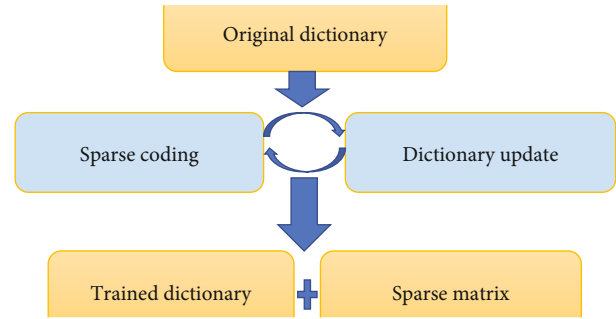 Original dictionary
Sparse coding
Dictionary update
Trained dictionary
Sparse matrix